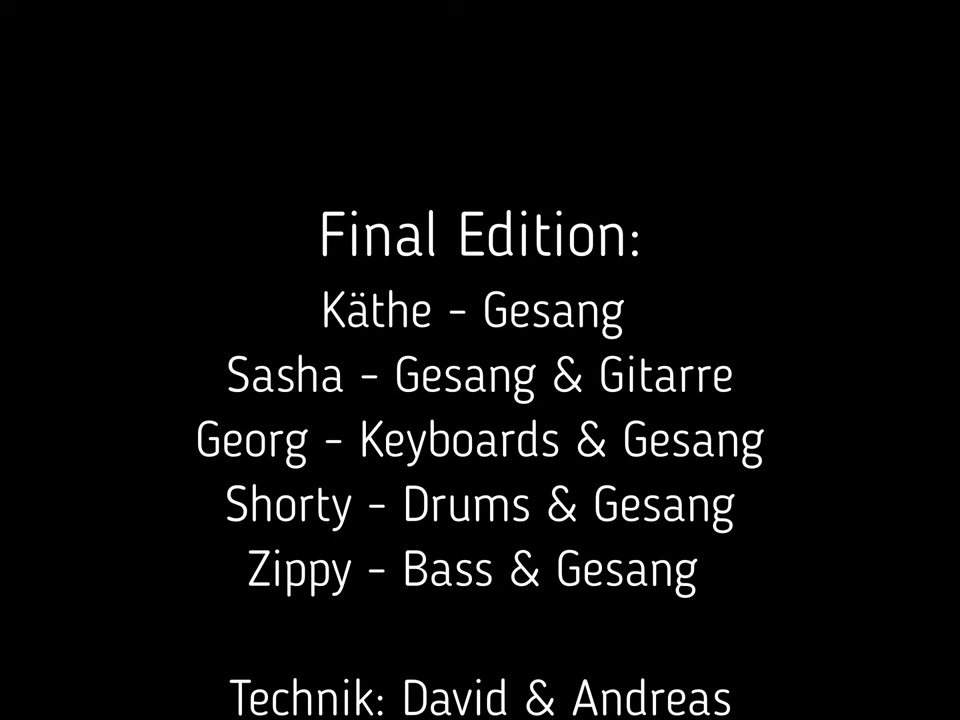 Final Edition:
Käthe - Gesang
Sasha - Gesang & Gitarre
Georg - Keyboards & Gesang
Shorty - Drums & Gesang
Zippy - Bass & Gesang
Technik: David & Andreas